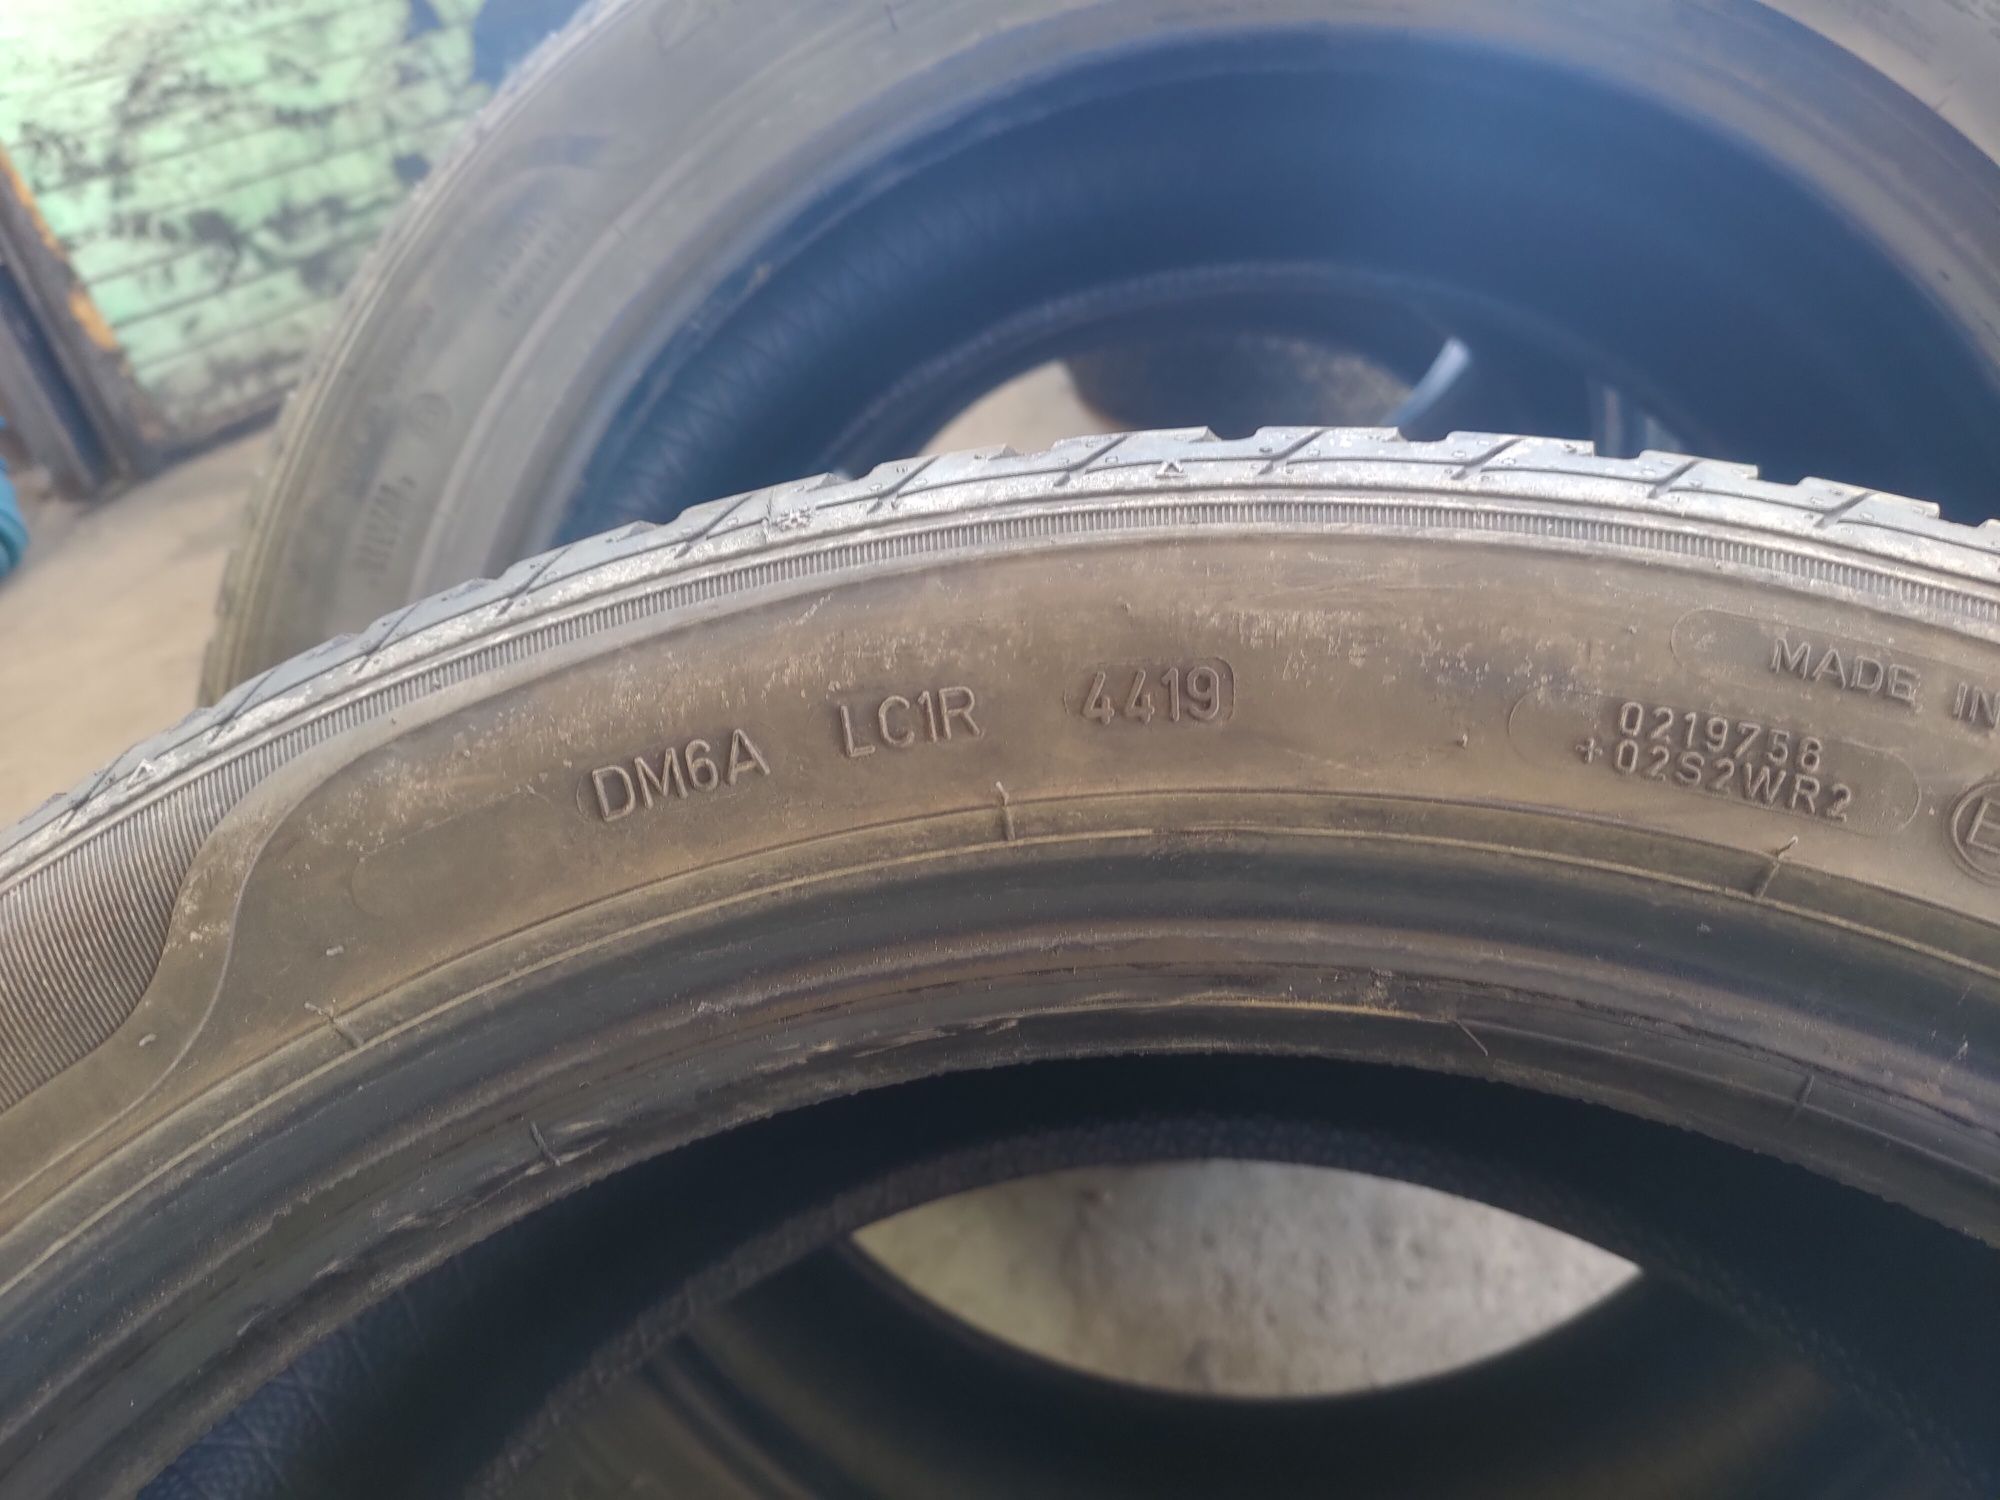 DM6A LC1R 4419
MADE IN
0219756
+02S2WR2
E